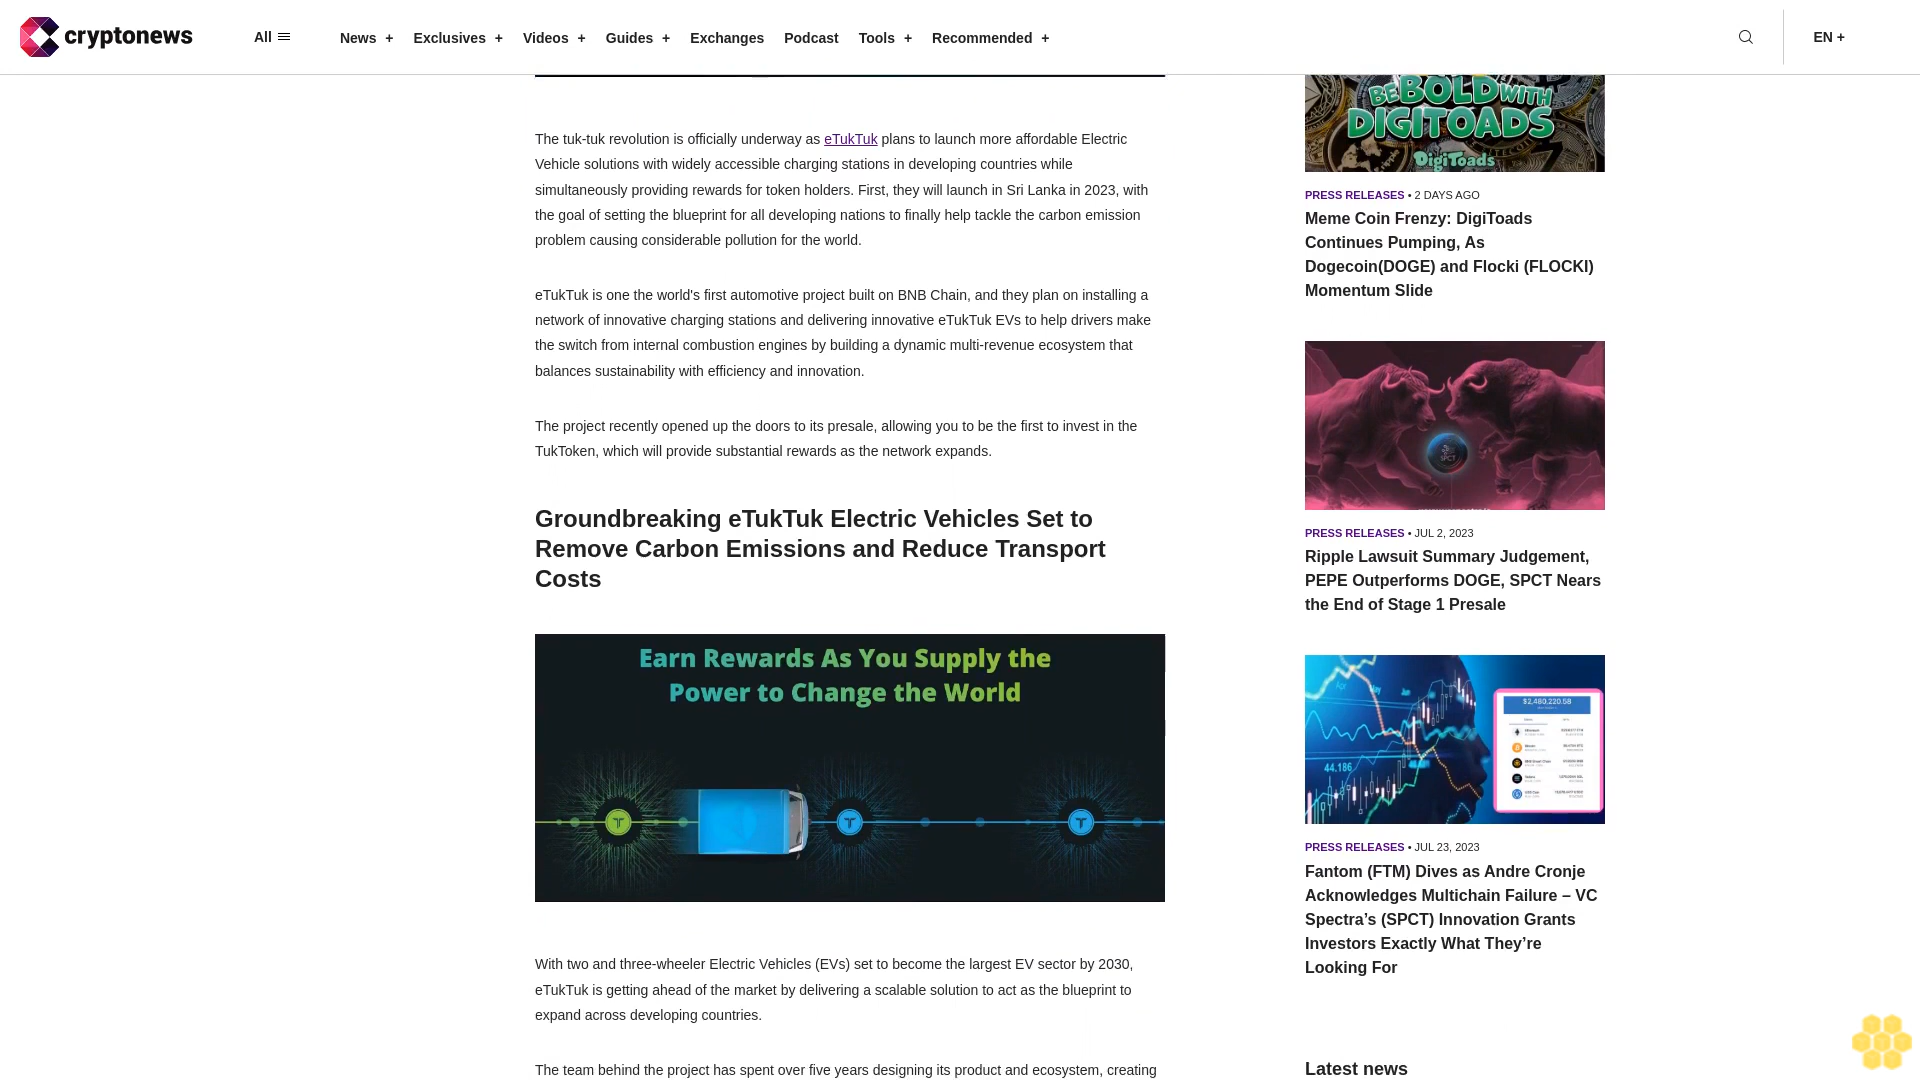 cryptonews
All
News +
Exclusives +
Videos +
Guides +
Exchanges
Podcast
Tools +
Recommended +
EN +
The tuk-tuk revolution is officially underway as eTukTuk plans to launch more affordable Electric
Vehicle solutions with widely accessible charging stations in developing countries while
simultaneously providing rewards for token holders. First, they will launch in Sri Lanka in 2023, with
the goal of setting the blueprint for all developing nations to finally help tackle the carbon emission
problem causing considerable pollution for the world.
eTukTuk is one the world's first automotive project built on BNB Chain, and they plan on installing a
network of innovative charging stations and delivering innovative eTukTuk EVs to help drivers make
the switch from internal combustion engines by building a dynamic multi-revenue ecosystem that
balances sustainability with efficiency and innovation.
The project recently opened up the doors to its presale, allowing you to be the first to invest in the
TukToken, which will provide substantial rewards as the network expands.
Groundbreaking eTukTuk Electric Vehicles Set to
Remove Carbon Emissions and Reduce Transport
Costs
Earn Rewards As You Supply the
Power to Change the World
With two and three-wheeler Electric Vehicles (EVs) set to become the largest EV sector by 2030,
eTukTuk is getting ahead of the market by delivering a scalable solution to act as the blueprint to
expand across developing countries.
The team behind the project has spent over five years designing its product and ecosystem, creating
BE BOLD WITH
DIGITOADS
DigiToads
PRESS RELEASES • 2 DAYS AGO
Meme Coin Frenzy: DigiToads
Continues Pumping, As
Dogecoin(DOGE) and Flocki (FLOCKI)
Momentum Slide
SPCT
PRESS RELEASES • JUL 2, 2023
Ripple Lawsuit Summary Judgement,
PEPE Outperforms DOGE, SPCT Nears
the End of Stage 1 Presale
$2,480,220.58
44.186
PRESS RELEASES • JUL 23, 2023
Fantom (FTM) Dives as Andre Cronje
Acknowledges Multichain Failure – VC
Spectra’s (SPCT) Innovation Grants
Investors Exactly What They’re
Looking For
Latest news